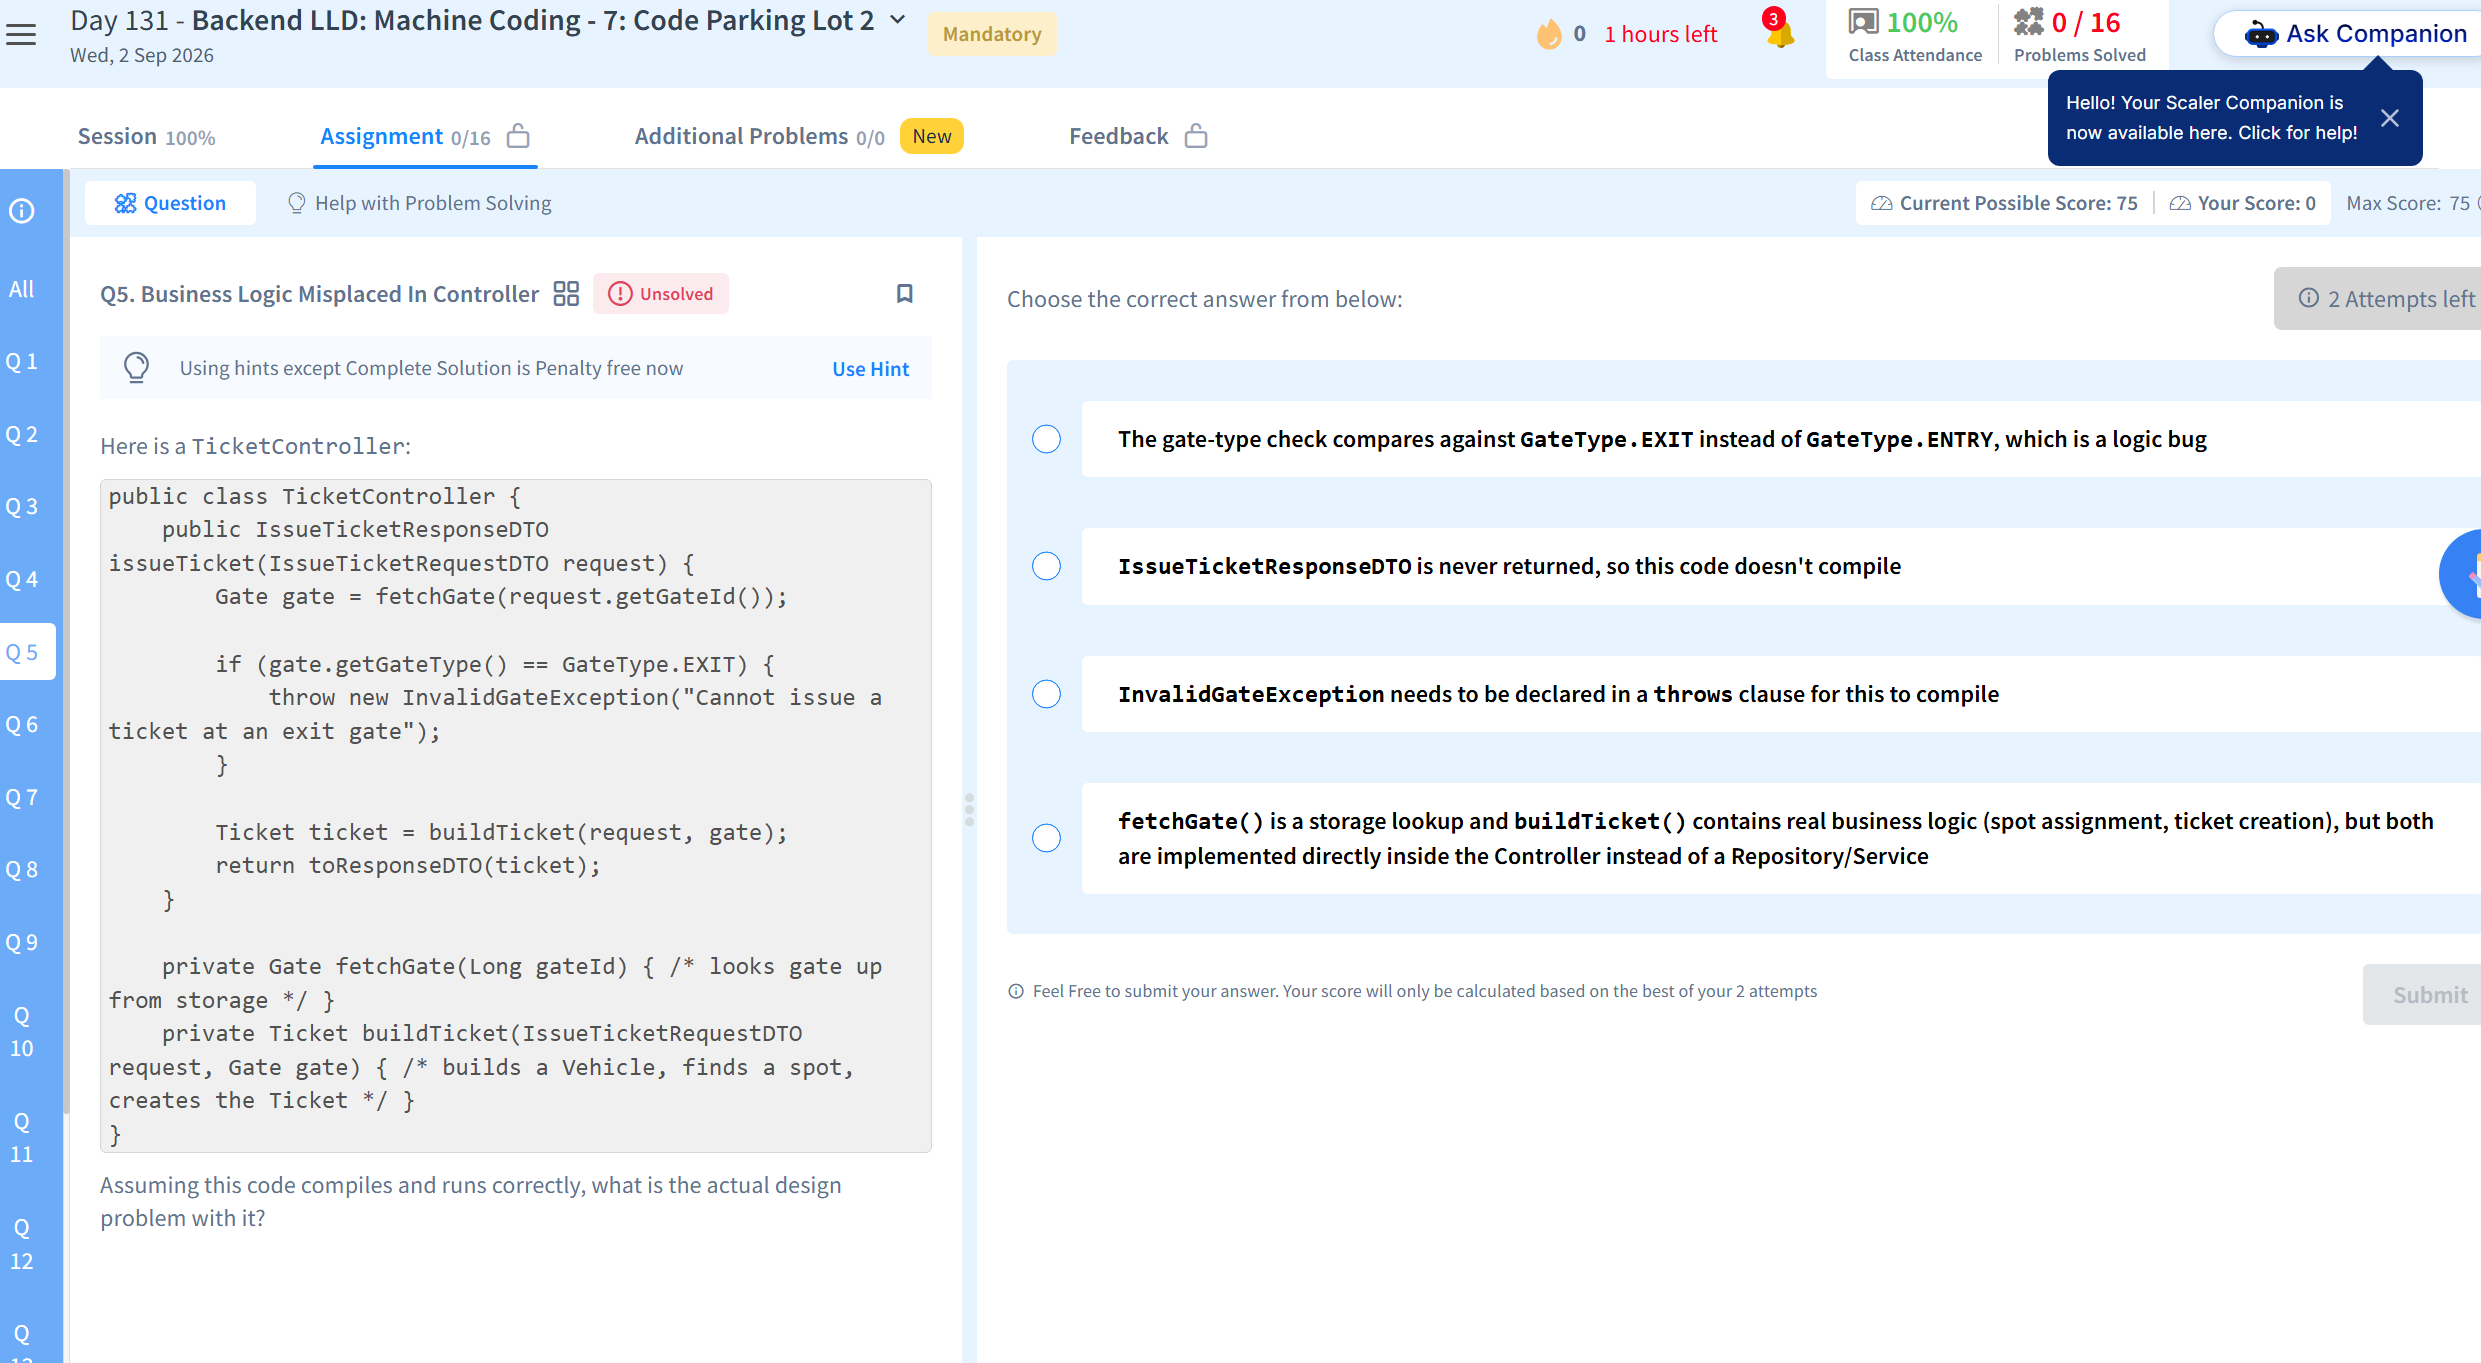 Day 131 - Backend LLD: Machine Coding - 7: Code Parking Lot 2
Wed, 2 Sep 2026
Mandatory
0
1 hours left
3
100%
Class Attendance
0 / 16
Problems Solved
Ask Companion
Hello! Your Scaler Companion is
now available here. Click for help!
Session 100%
Assignment 0/16
Additional Problems 0/0
New
Feedback
Question
Help with Problem Solving
Current Possible Score: 75
Your Score: 0
Max Score: 75
All
Q 1
Q 2
Q 3
Q 4
Q 5
Q 6
Q 7
Q 8
Q 9
Q
10
Q
11
Q
12
Q
Q5. Business Logic Misplaced In Controller
Unsolved
Using hints except Complete Solution is Penalty free now
Use Hint
Here is a TicketController:
public class TicketController {
    public IssueTicketResponseDTO
issueTicket(IssueTicketRequestDTO request) {
        Gate gate = fetchGate(request.getGateId());
        if (gate.getGateType() == GateType.EXIT) {
            throw new InvalidGateException("Cannot issue a
ticket at an exit gate");
        }
        Ticket ticket = buildTicket(request, gate);
        return toResponseDTO(ticket);
    }
    private Gate fetchGate(Long gateId) { /* looks gate up
from storage */ }
    private Ticket buildTicket(IssueTicketRequestDTO
request, Gate gate) { /* builds a Vehicle, finds a spot,
creates the Ticket */ }
}
Assuming this code compiles and runs correctly, what is the actual design
problem with it?
Choose the correct answer from below:
2 Attempts left
The gate-type check compares against GateType.EXIT instead of GateType.ENTRY, which is a logic bug
IssueTicketResponseDTO is never returned, so this code doesn't compile
InvalidGateException needs to be declared in a throws clause for this to compile
fetchGate() is a storage lookup and buildTicket() contains real business logic (spot assignment, ticket creation), but both
are implemented directly inside the Controller instead of a Repository/Service
Feel Free to submit your answer. Your score will only be calculated based on the best of your 2 attempts
Submit